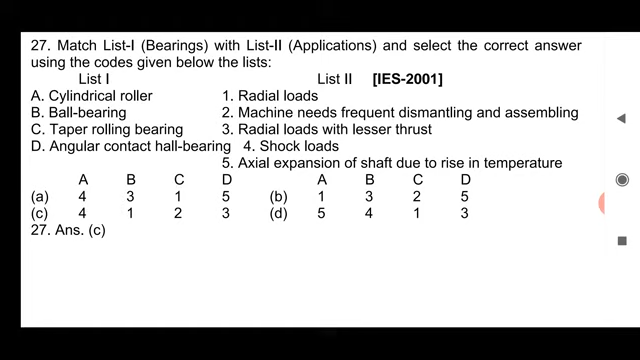 27. Match List-I (Bearings) with List-II (Applications) and select the correct answer
using the codes given below the lists:
List I List II [IES-2001]
A. Cylindrical roller 1. Radial loads
B. Ball-bearing 2. Machine needs frequent dismantling and assembling
C. Taper rolling bearing 3. Radial loads with lesser thrust
D. Angular contact hall-bearing 4. Shock loads
5. Axial expansion of shaft due to rise in temperature
A B C D A B C D
(a) 4 3 1 5 (b) 1 3 2 5
(c) 4 1 2 3 (d) 5 4 1 3
27. Ans. (c)